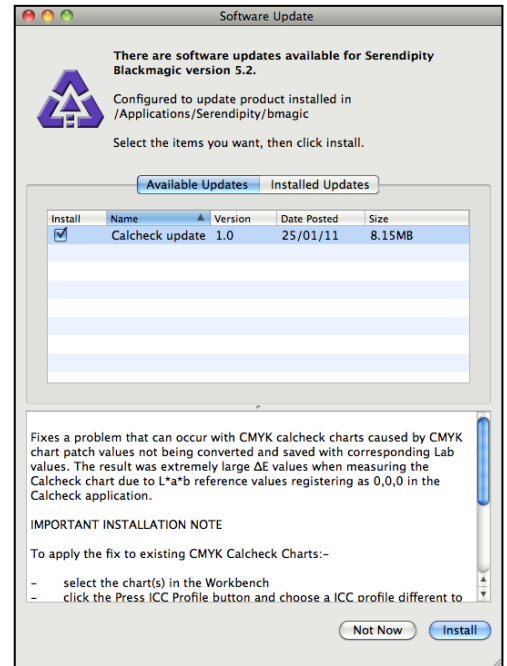 Software Update
There are software updates available for Serendipity
Blackmagic version 5.2.
Configured to update product installed in
/Applications/Serendipity/bmagic
Select the items you want, then click install.
Available Updates Installed Updates
Install Name Version Date Posted Size
Calcheck update 1.0 25/01/11 8.15MB
Fixes a problem that can occur with CMYK calcheck charts caused by CMYK
chart patch values not being converted and saved with corresponding Lab
values. The result was extremely large ΔE values when measuring the
Calcheck chart due to L*a*b reference values registering as 0,0,0 in the
Calcheck application.
IMPORTANT INSTALLATION NOTE
To apply the fix to existing CMYK Calcheck Charts:-
- select the chart(s) in the Workbench
- click the Press ICC Profile button and choose a ICC profile different to
Not Now Install